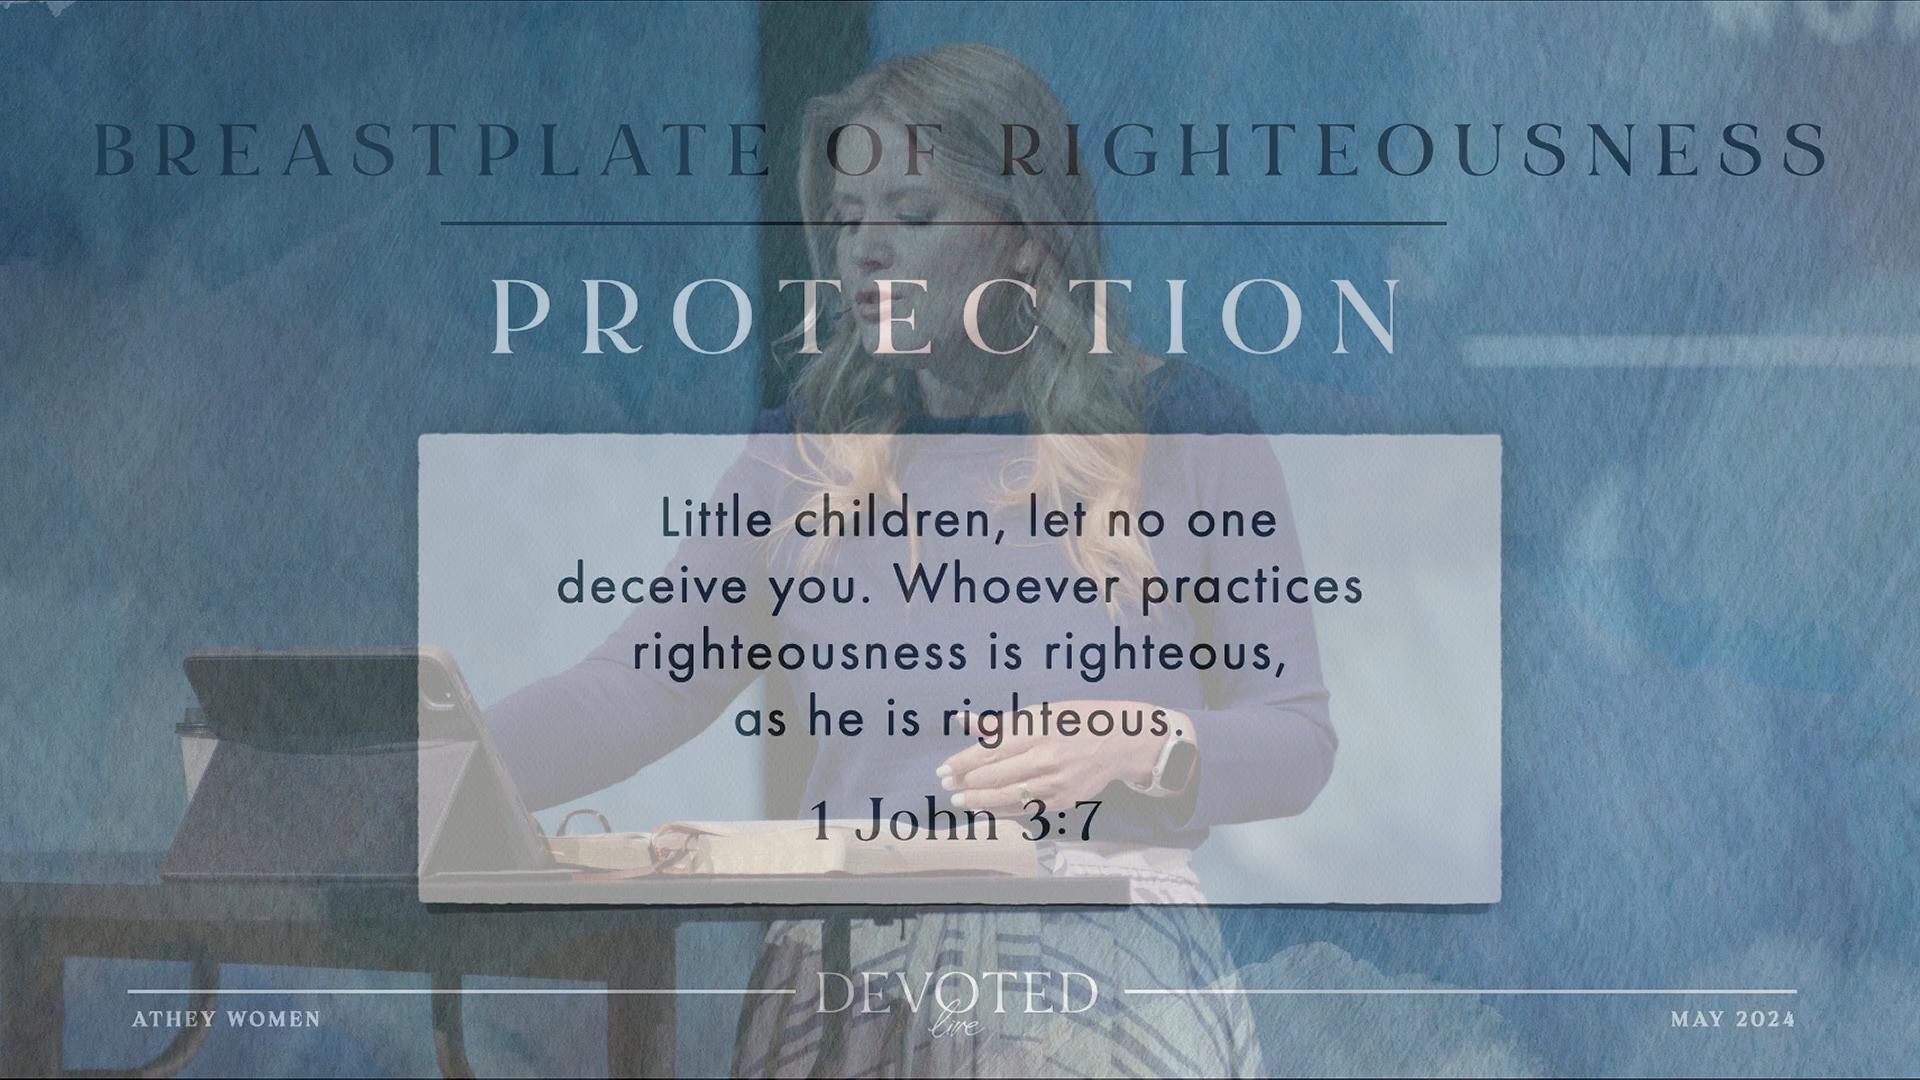 BREASTPLATE OF RIGHTEOUSNESS
PROTECTION
Little children, let no one
deceive you. Whoever practices
righteousness is righteous,
as he is righteous.
1 John 3:7
DEVOTED
live
ATHEY WOMEN
MAY 2024